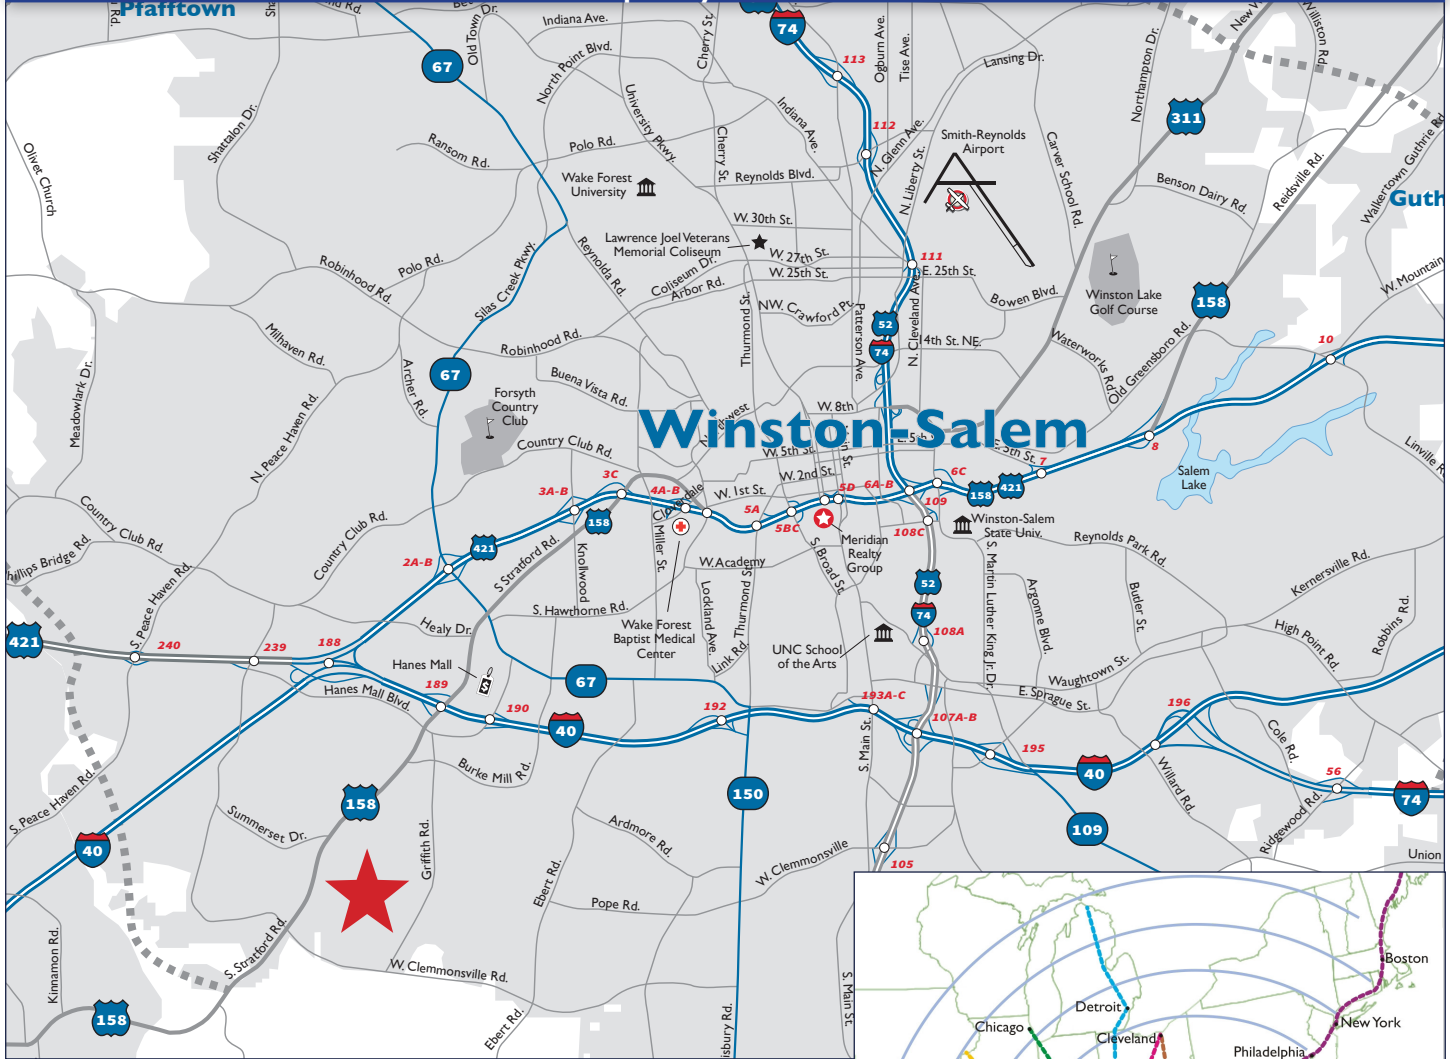 Pfafftown
Old Town Dr.
Indiana Ave.
North Point Blvd.
Cherry St.
74
113
Ogburn Ave.
Tise Ave.
Lansing Dr.
Northampton Dr.
67
University Pkwy.
Indiana Ave.
112
N. Glenn Ave.
Smith-Reynolds
Airport
311
Shattalon Dr.
Olivet Church
Ransom Rd.
Polo Rd.
Cherry St.
Reynolds Blvd.
N. Liberty St.
Carver School Rd.
Benson Dairy Rd.
Reidsville Rd.
Walkertown Guthrie Rd.
Guth
Wake Forest
University
W. 30th St.
Lawrence Joel Veterans
Memorial Coliseum
W. 27th St.
W. 25th St.
111
E. 25th St.
Coliseum Dr.
Arbor Rd.
Reynolda Rd.
Polo Rd.
Robinhood Rd.
Silas Creek Pkwy.
NW. Crawford Pt.
Thurmond St.
Patterson Ave.
N. Cleveland Ave.
Bowen Blvd.
Winston Lake
Golf Course
158
W. Mountain
52
74
14th St. NE.
Waterworks Rd.
Old Greensboro Rd.
10
Milhaven Rd.
Robinhood Rd.
67
Archer Rd.
Buena Vista Rd.
Forsyth
Country
Club
Meadowlark Dr.
N. Peace Haven Rd.
W. 8th
Winston-Salem
Country Club Rd.
W. 5th St.
E. 5th St.
7
8
Salem
Lake
W. 2nd St.
W. 1st St.
3A-B
3C
4A-B
5A
5BC
5D
6A-B
6C
109
158
421
108C
Cloverdale
Miller St.
158
Country Club Rd.
Country Club Rd.
Phillips Bridge Rd.
2A-B
421
S. Stratford Rd.
Knollwood
Meridian
Realty
Group
S. Broad St.
Winston-Salem
State Univ.
Reynolds Park Rd.
W. Academy
Lockland Ave.
Thurmond St.
S. Hawthorne Rd.
Wake Forest
Baptist Medical
Center
Link Rd.
52
74
S. Martin Luther King Jr. Dr.
Argonne Blvd.
Butler St.
Kernersville Rd.
High Point Rd.
Robbins Rd.
421
S. Peace Haven Rd.
240
239
188
Healy Dr.
Hanes Mall
UNC School
of the Arts
108A
Waughtown St.
E. Sprague St.
Hanes Mall Blvd.
189
190
67
40
192
193A-C
107A-B
195
196
S. Main St.
40
Cole Rd.
Willard Rd.
56
74
Ridgewood Rd.
109
Burke Mill Rd.
158
150
Summerset Dr.
Griffith Rd.
Ardmore Rd.
W. Clemmonsville
105
Union
S. Peace Haven Rd.
40
Ebert Rd.
Pope Rd.
Kinnamon Rd.
S. Stratford Rd.
W. Clemmonsville Rd.
158
Ebert Rd.
S. Main St.
Boston
Detroit
Chicago
Cleveland
New York
Philadelphia